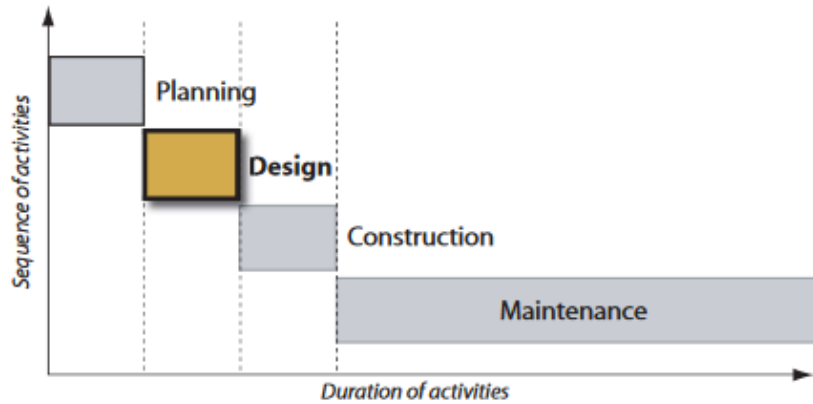 Planning
Design
Construction
Maintenance
Sequence of activities
Duration of activities